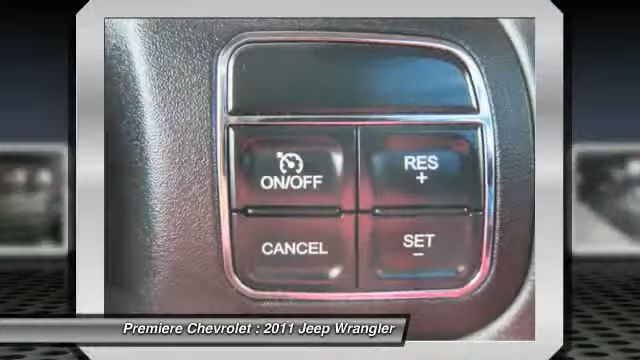 ON/OFF
RES
+
CANCEL
SET
−
Premiere Chevrolet : 2011 Jeep Wrangler